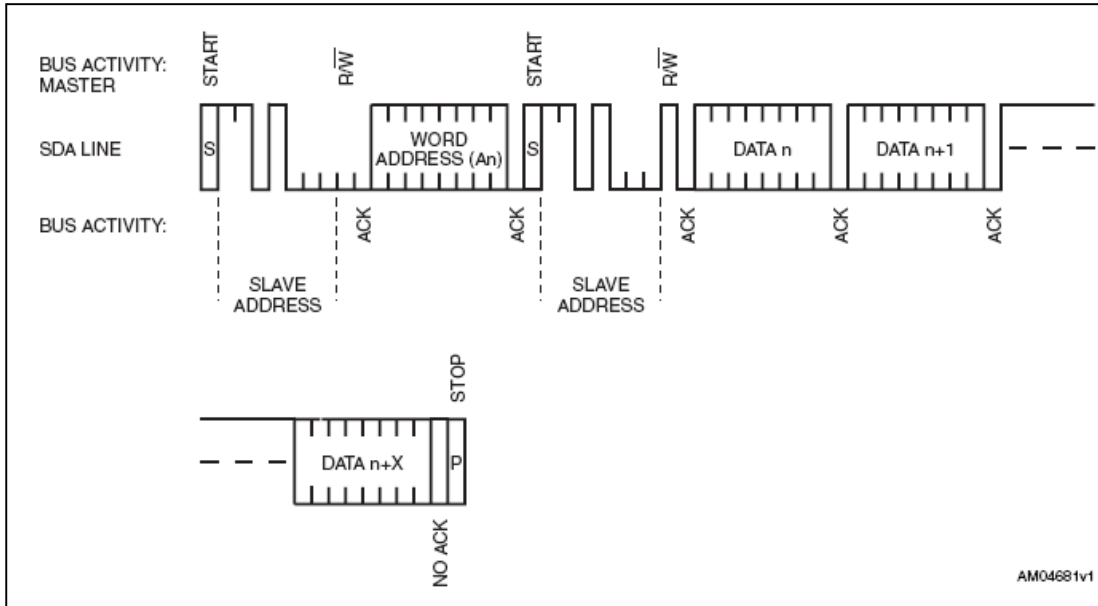 BUS ACTIVITY:
MASTER
START
R/W
START
R/W
SDA LINE
S
WORD
ADDRESS (An)
S
DATA n
DATA n+1
BUS ACTIVITY:
ACK
ACK
ACK
ACK
ACK
SLAVE
ADDRESS
SLAVE
ADDRESS
STOP
DATA n+X
P
NO ACK
AM04681v1